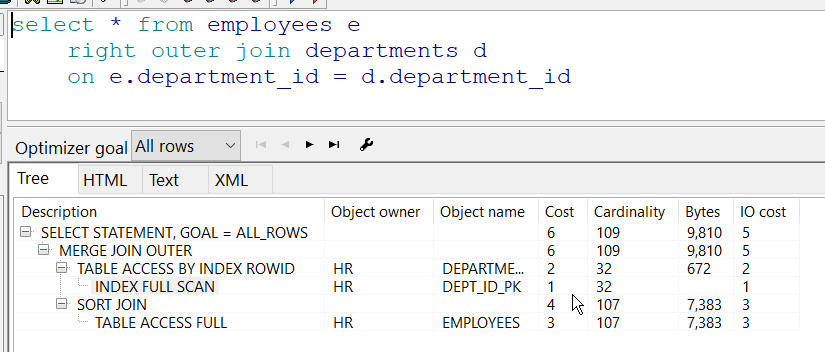 select * from employees e
right outer join departments d
on e.department_id = d.department_id
Optimizer goal All rows
Tree HTML Text XML
Description Object owner Object name Cost Cardinality Bytes IO cost
SELECT STATEMENT, GOAL = ALL_ROWS 6 109 9,810 5
MERGE JOIN OUTER 6 109 9,810 5
TABLE ACCESS BY INDEX ROWID HR DEPARTME... 2 32 672 2
INDEX FULL SCAN HR DEPT_ID_PK 1 32 1
SORT JOIN 4 107 7,383 3
TABLE ACCESS FULL HR EMPLOYEES 3 107 7,383 3